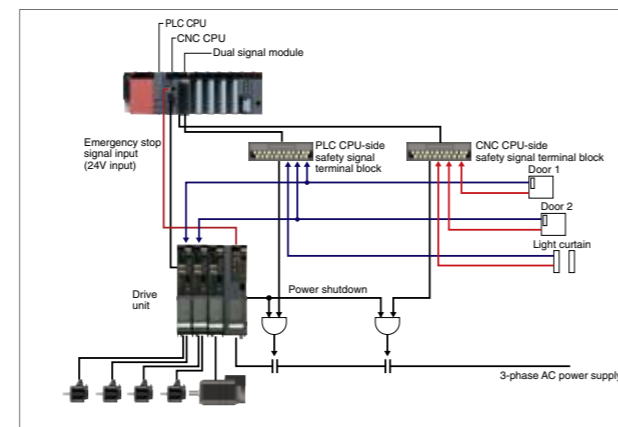 PLC CPU
CNC CPU
Dual signal module
Emergency stop
signal input
(24V input)
PLC CPU-side
safety signal
terminal block
CNC CPU-side
safety signal terminal block
Door 1
Door 2
Light curtain
Drive
unit
Power shutdown
3-phase AC power supply